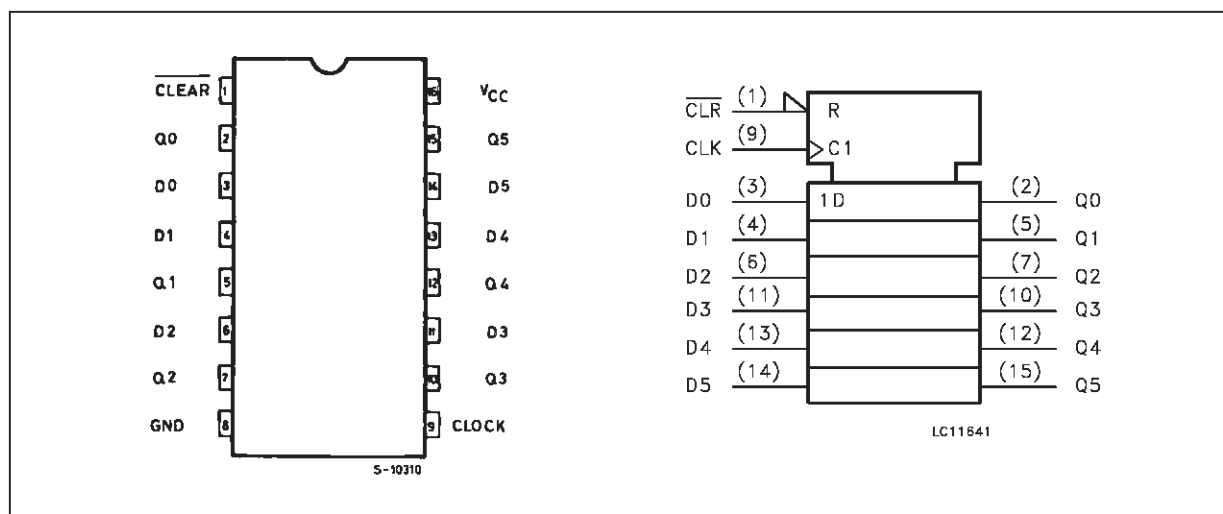 CLEAR 1 16 VCC
Q0 2 15 Q5
D0 3 14 D5
D1 4 13 D4
Q1 5 12 Q4
D2 6 11 D3
Q2 7 10 Q3
GND 8 9 CLOCK
S-10310
CLR (1) R
CLK (9) C1
D0 (3) 1D (2) Q0
D1 (4) (5) Q1
D2 (6) (7) Q2
D3 (11) (10) Q3
D4 (13) (12) Q4
D5 (14) (15) Q5
LC11641